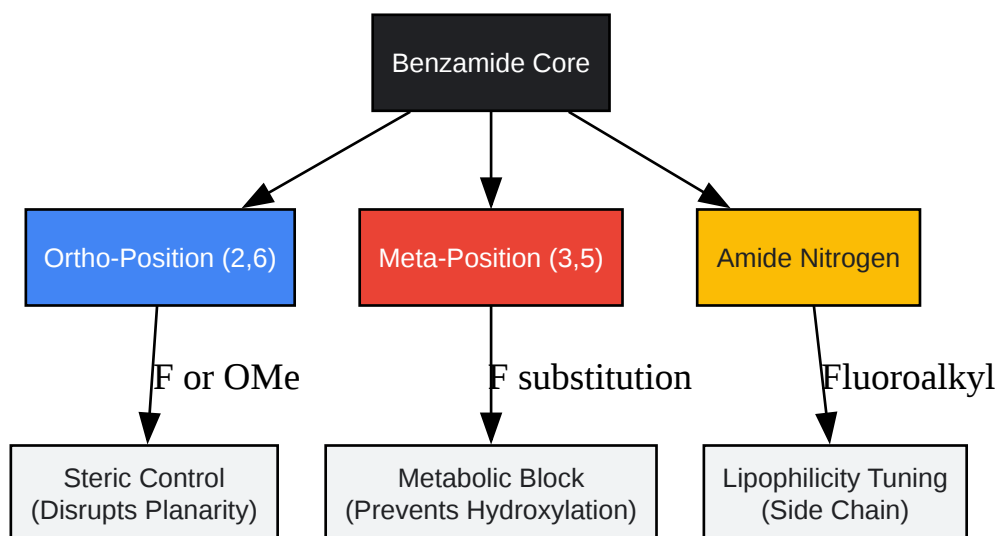 Benzamide Core
Ortho-Position (2,6)
Meta-Position (3,5)
Amide Nitrogen
F or OMe
F substitution
Fluoroalkyl
Steric Control
(Disrupts Planarity)
Metabolic Block
(Prevents Hydroxylation)
Lipophilicity Tuning
(Side Chain)